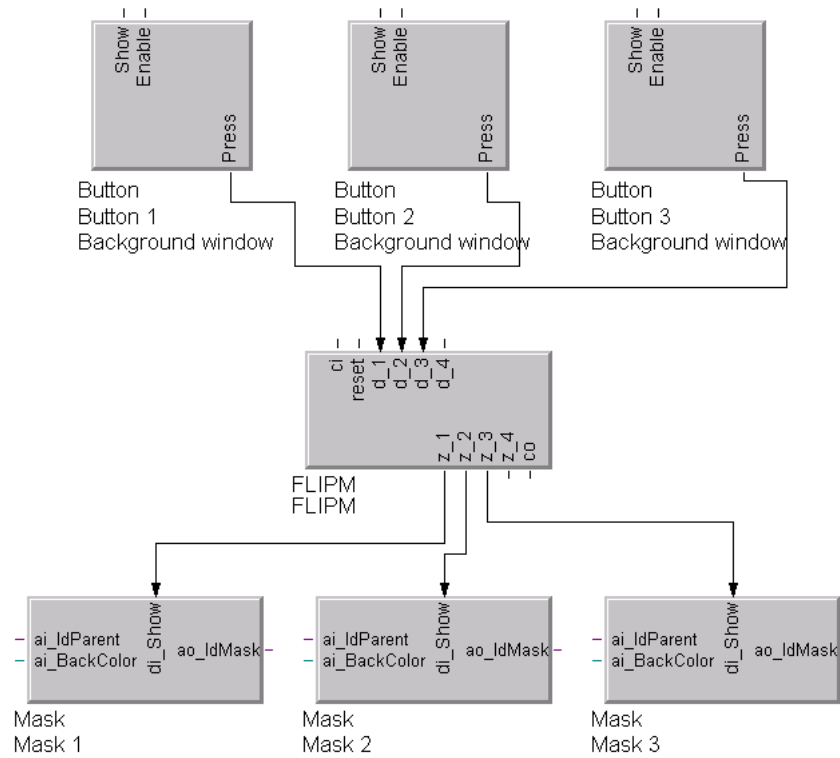 Show
Enable
Press
Button
Button 1
Background window
Show
Enable
Press
Button
Button 2
Background window
Show
Enable
Press
Button
Button 3
Background window
ci
reset
d_1
d_2
d_3
d_4
z_1
z_2
z_3
z_4
co
FLIPM
FLIPM
ai_IdParent
ai_BackColor
di_Show
ao_IdMask
Mask
Mask 1
ai_IdParent
ai_BackColor
di_Show
ao_IdMask
Mask
Mask 2
ai_IdParent
ai_BackColor
di_Show
ao_IdMask
Mask
Mask 3